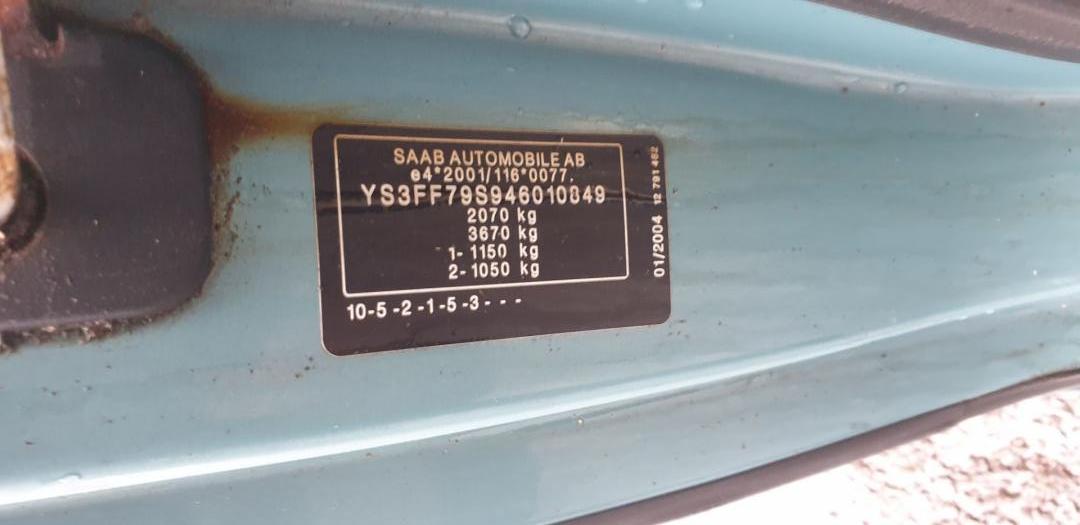 SAAB AUTOMOBILE AB
e4*2001/116*0077.
YS3FF79S946010849
2070 kg
3670 kg
1- 1150 kg
2- 1050 kg
10-5-2-1-5-3- - -
01/2004 12 791 482